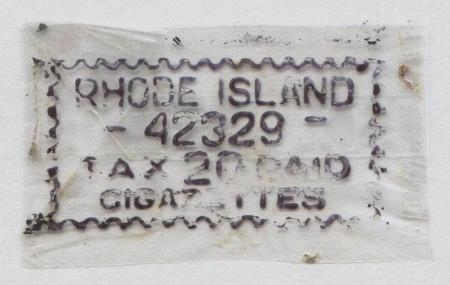 RHODE ISLAND
- 42329 -
TAX 20 PAID
CIGARETTES